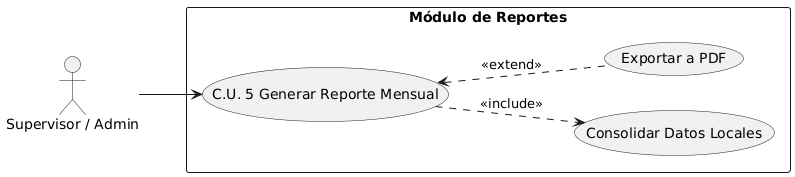 Módulo de Reportes
Supervisor / Admin
C.U. 5 Generar Reporte Mensual
«extend»
Exportar a PDF
«include»
Consolidar Datos Locales